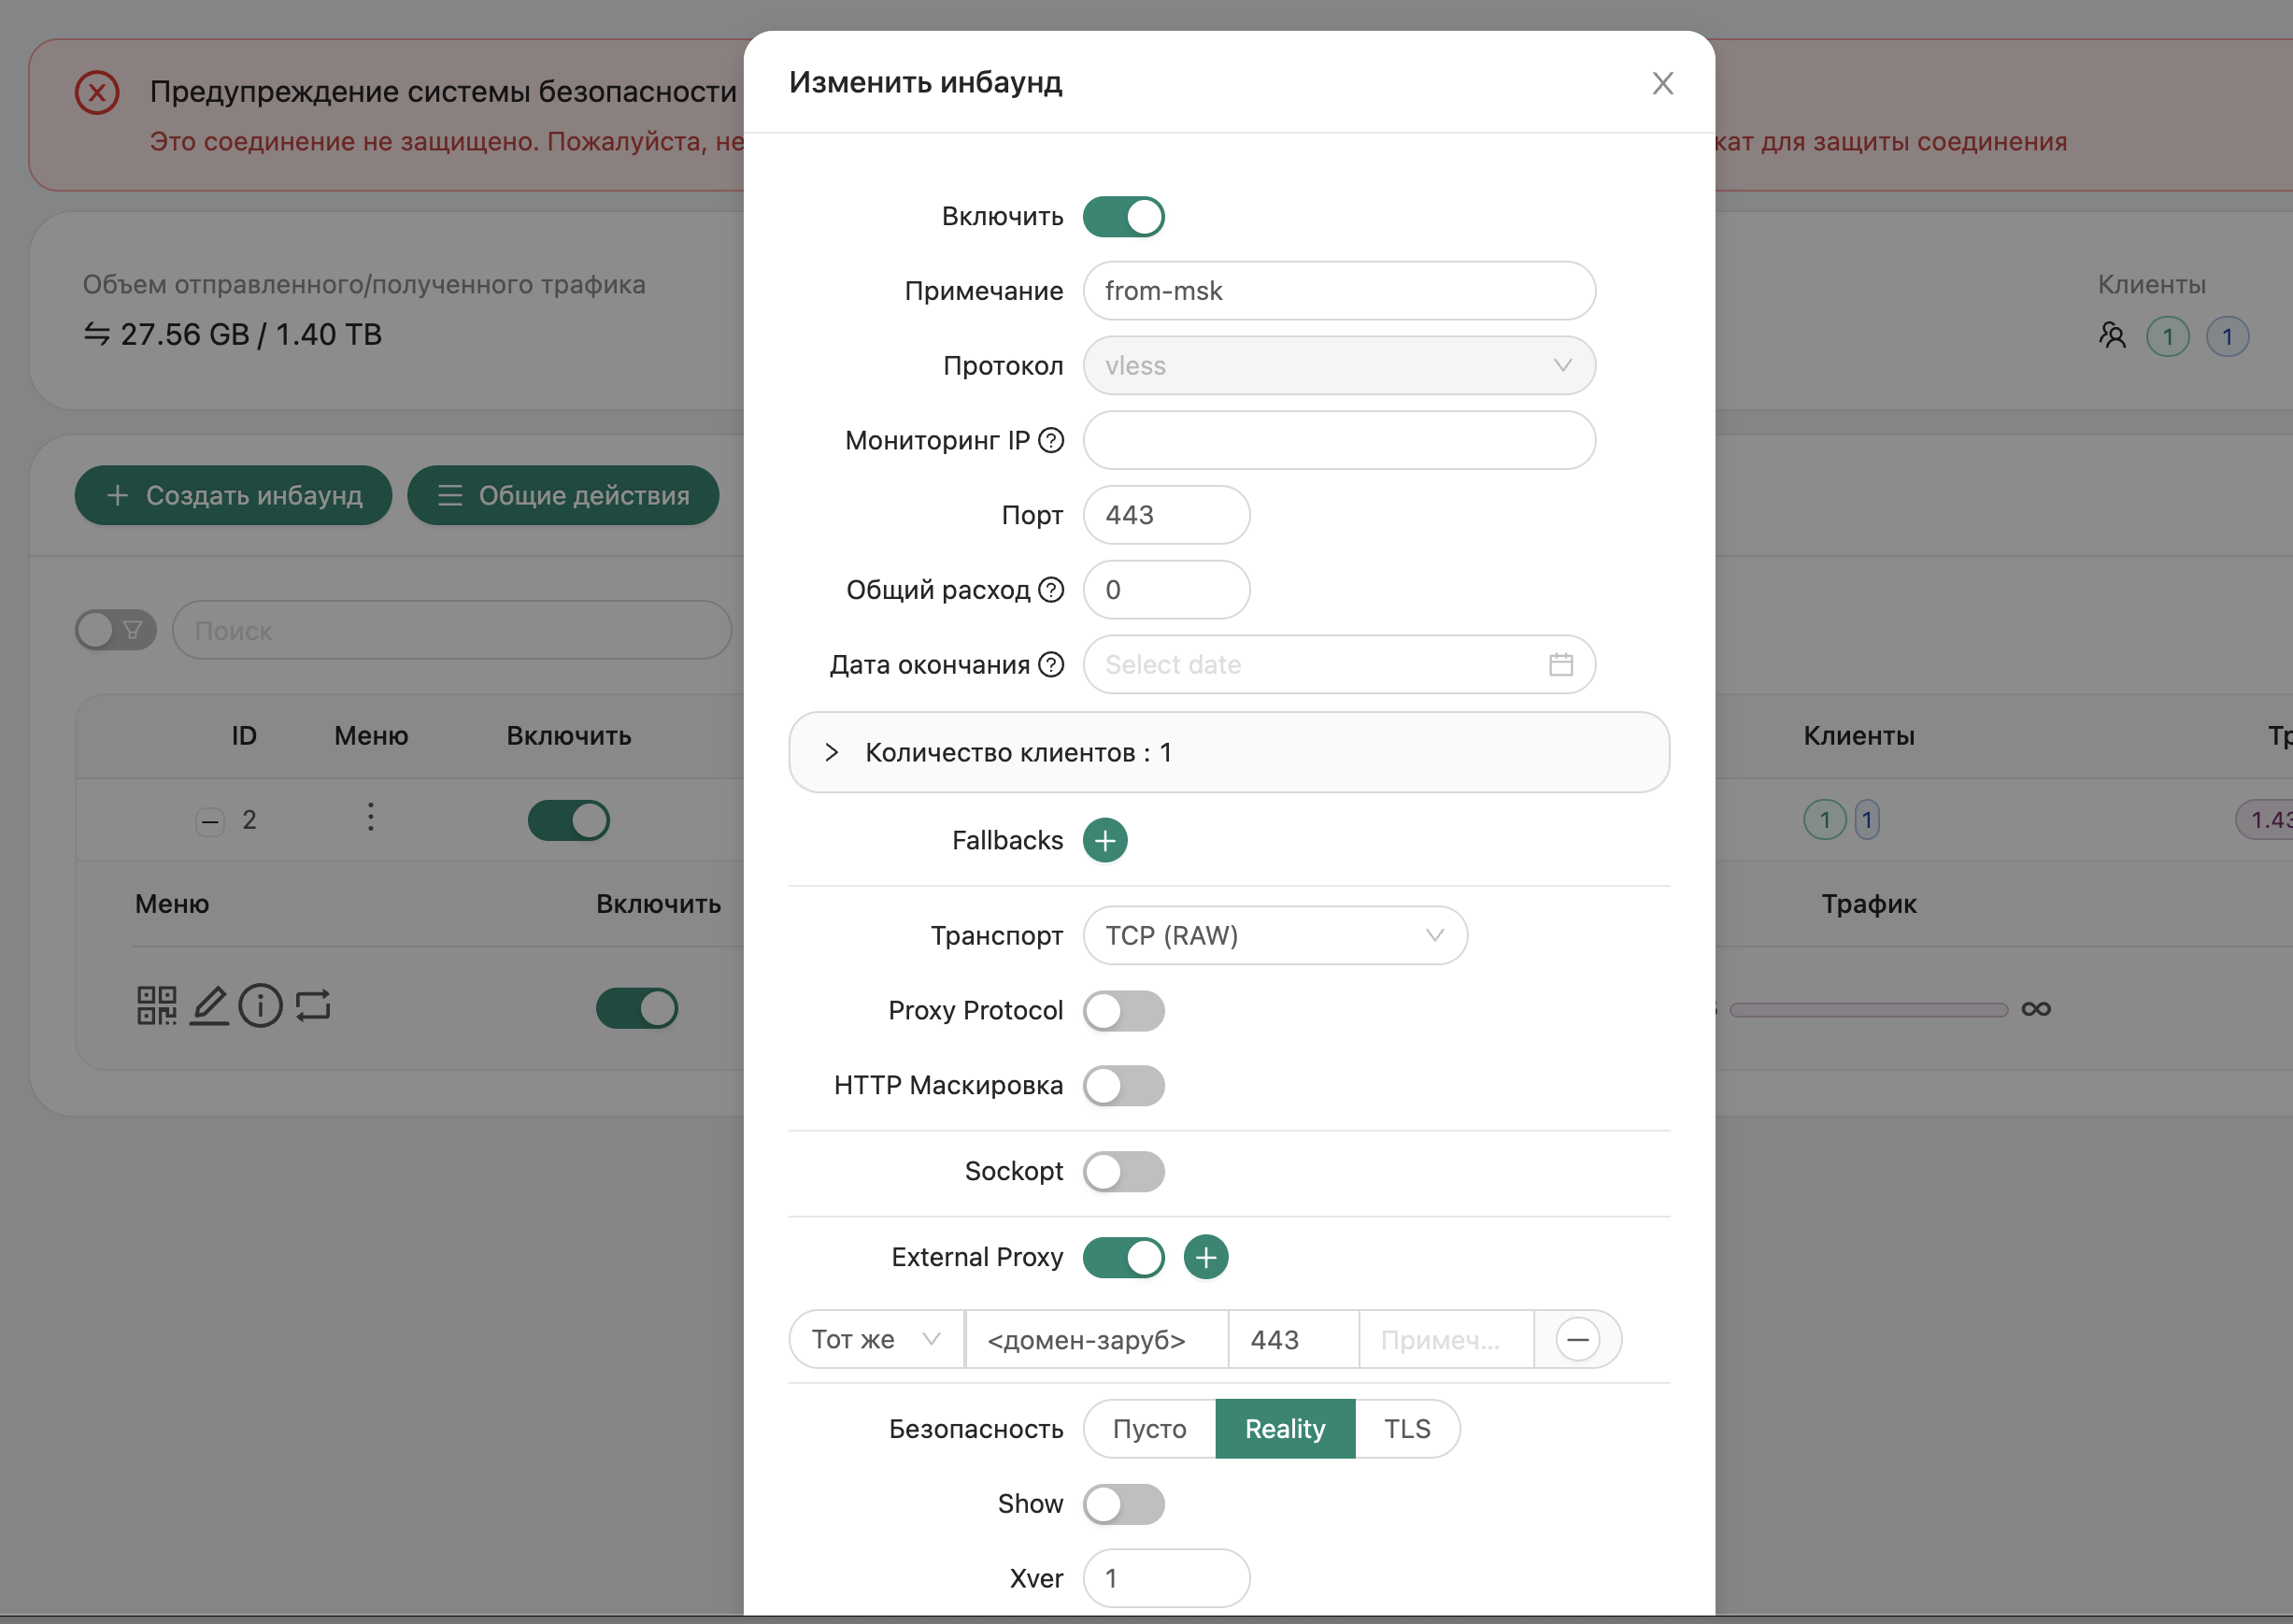 Предупреждение системы безопасности
Это соединение не защищено. Пожалуйста, не
кат для защиты соединения
Объем отправленного/полученного трафика
27.56 GB / 1.40 TB
Клиенты
1 1
Создать инбаунд
Общие действия
Поиск
ID Меню Включить
Клиенты
2
1 1
1.43
Меню Включить
Трафик
∞
Изменить инбаунд
Включить
Примечание from-msk
Протокол vless
Мониторинг IP
Порт 443
Общий расход 0
Дата окончания Select date
Количество клиентов : 1
Fallbacks
Транспорт TCP (RAW)
Proxy Protocol
HTTP Маскировка
Sockopt
External Proxy
Тот же <домен-заруб> 443 Примеч...
Безопасность Пусто Reality TLS
Show
Xver 1